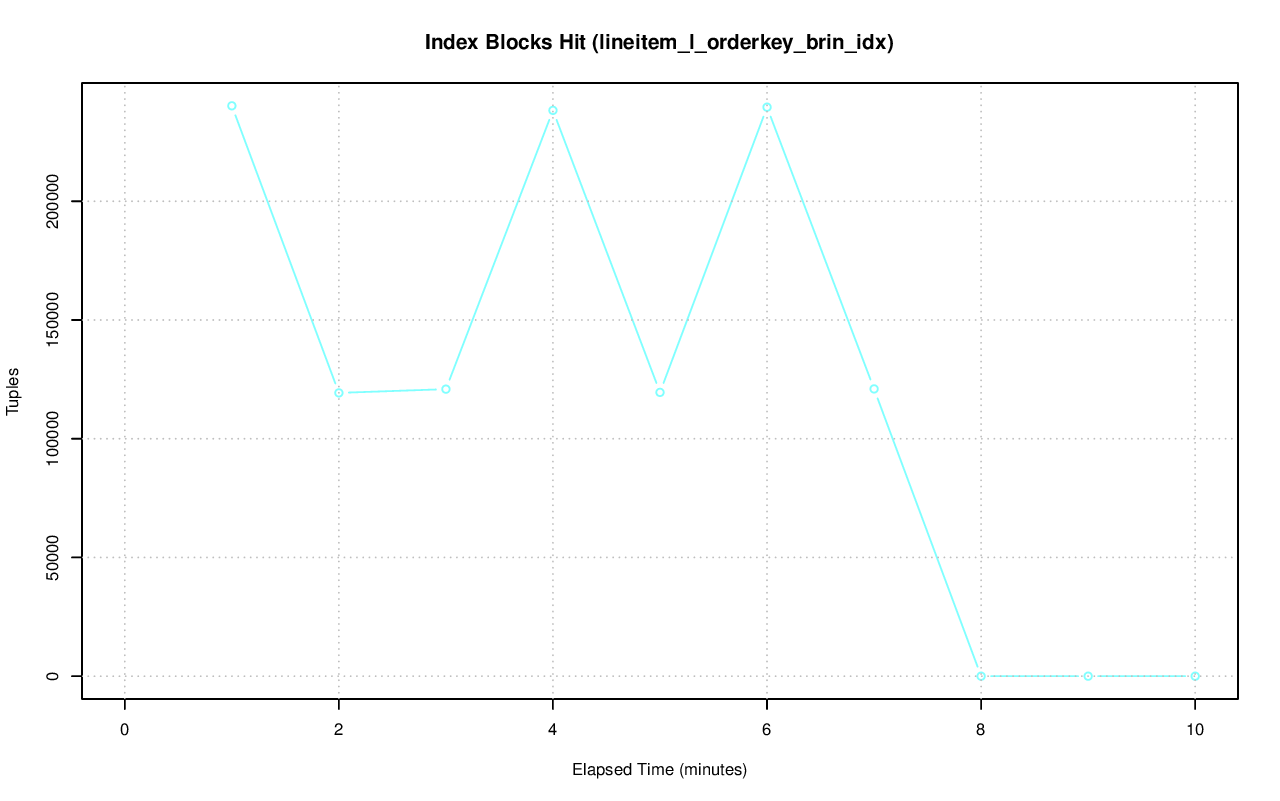 Index Blocks Hit (lineitem_l_orderkey_brin_idx)
Tuples
200000
150000
100000
50000
0
0 2 4 6 8 10
Elapsed Time (minutes)